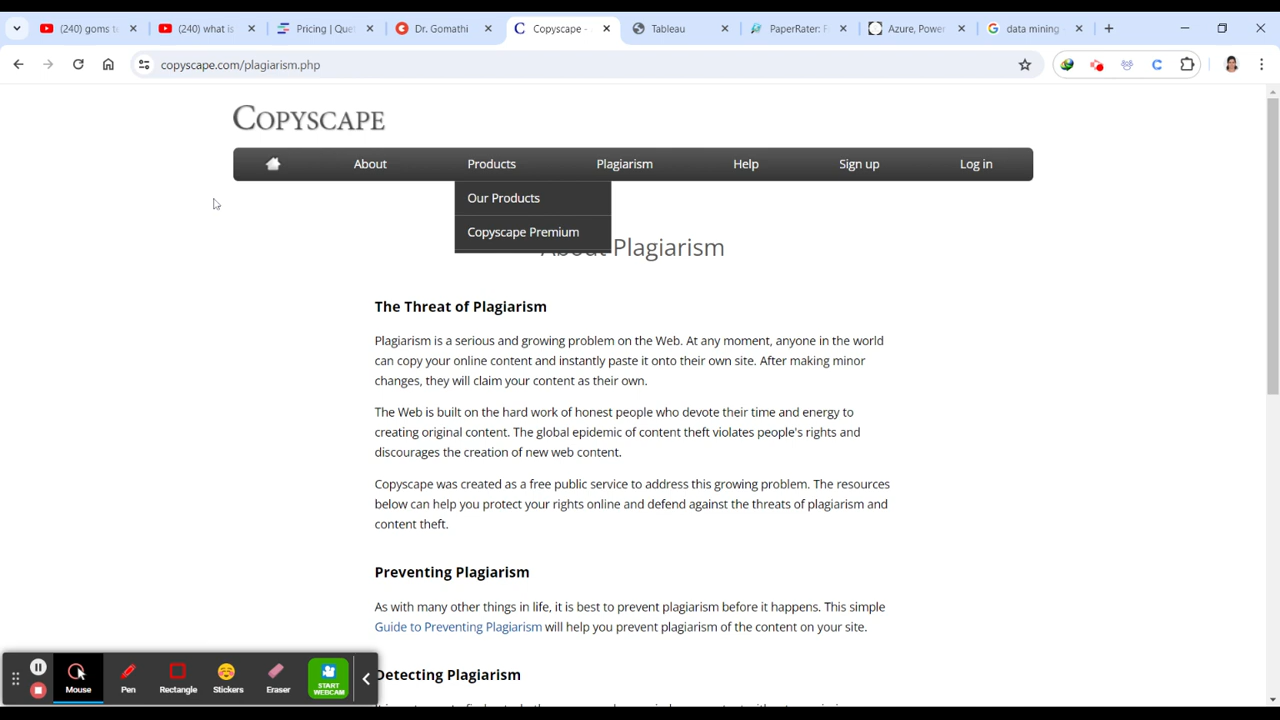 (240) goms to
(240) what is
Pricing | Que
Dr. Gomathi
Copyscape -
Tableau
PaperRater: F
Azure, Power
data mining -
copyscape.com/plagiarism.php
COPYSCAPE
About
Products
Plagiarism
Help
Sign up
Log in
Our Products
Copyscape Premium
About Plagiarism
The Threat of Plagiarism
Plagiarism is a serious and growing problem on the Web. At any moment, anyone in the world
can copy your online content and instantly paste it onto their own site. After making minor
changes, they will claim your content as their own.
The Web is built on the hard work of honest people who devote their time and energy to
creating original content. The global epidemic of content theft violates people's rights and
discourages the creation of new web content.
Copyscape was created as a free public service to address this growing problem. The resources
below can help you protect your rights online and defend against the threats of plagiarism and
content theft.
Preventing Plagiarism
As with many other things in life, it is best to prevent plagiarism before it happens. This simple
Guide to Preventing Plagiarism will help you prevent plagiarism of the content on your site.
Detecting Plagiarism
Mouse
Pen
Rectangle
Stickers
Eraser
START
WEBCAM